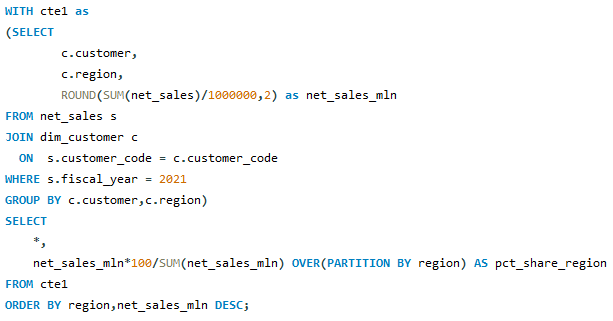 WITH cte1 as
(SELECT
c.customer,
c.region,
ROUND(SUM(net_sales)/1000000,2) as net_sales_mln
FROM net_sales s
JOIN dim_customer c
ON s.customer_code = c.customer_code
WHERE s.fiscal_year = 2021
GROUP BY c.customer,c.region)
SELECT
*,
net_sales_mln*100/SUM(net_sales_mln) OVER(PARTITION BY region) AS pct_share_region
FROM cte1
ORDER BY region,net_sales_mln DESC;